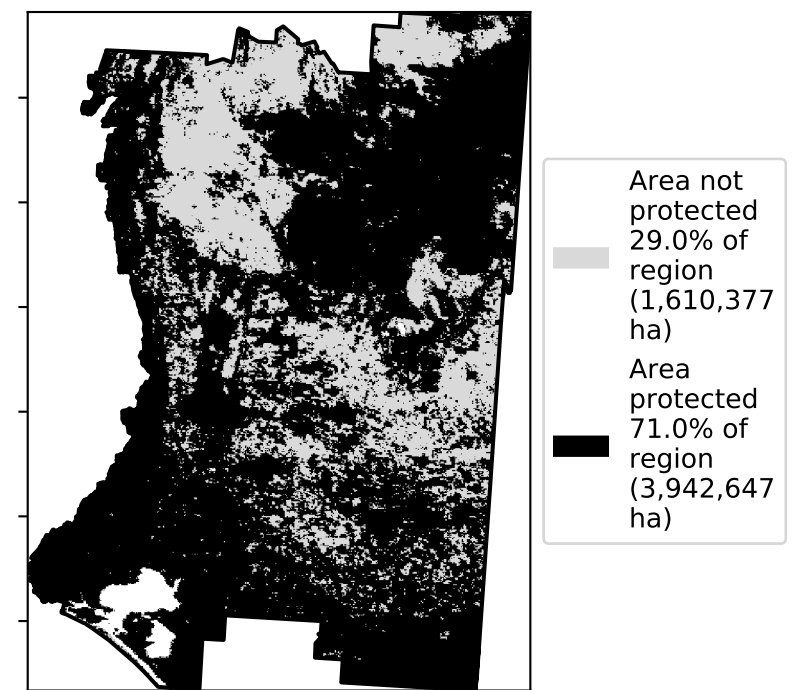 Area not
protected
29.0% of
region
(1,610,377
ha)
Area
protected
71.0% of
region
(3,942,647
ha)